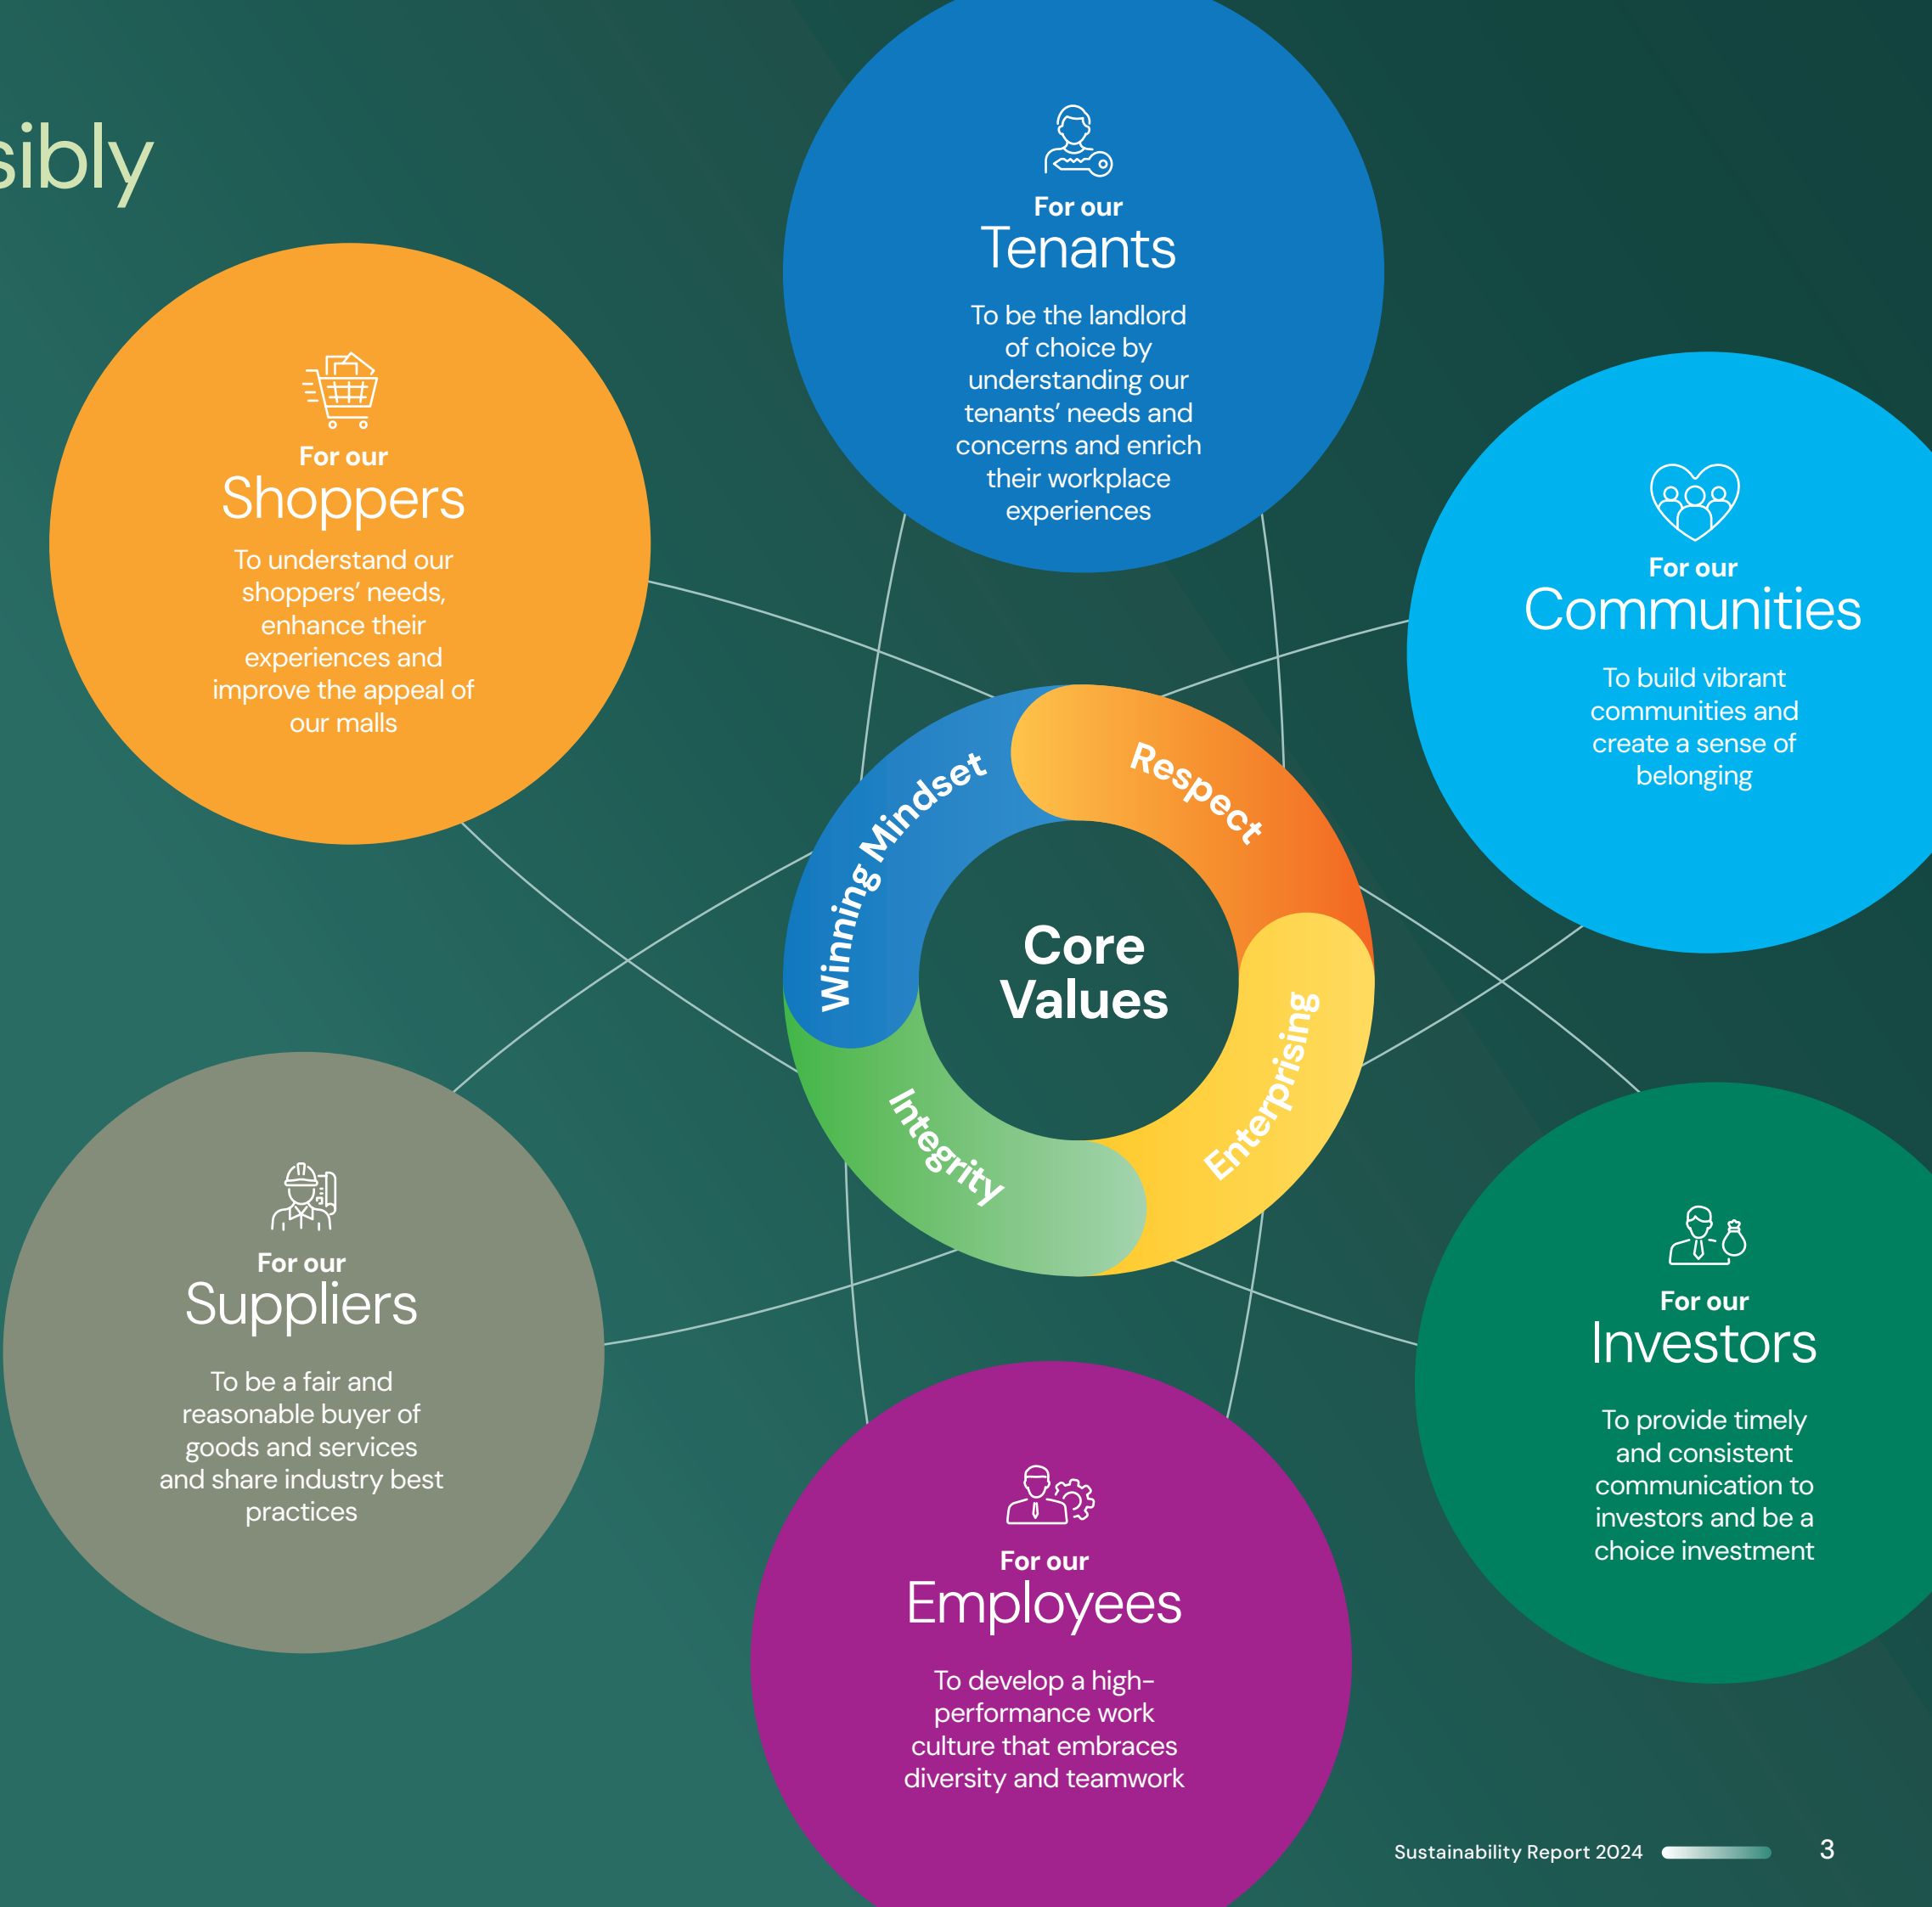 sibly
For our
Tenants
To be the landlord
of choice by
understanding our
tenants’ needs and
concerns and enrich
their workplace
experiences
For our
Shoppers
To understand our
shoppers’ needs,
enhance their
experiences and
improve the appeal of
our malls
For our
Communities
To build vibrant
communities and
create a sense of
belonging
Winning Mindset
Respect
Core
Values
Enterprising
Integrity
For our
Suppliers
To be a fair and
reasonable buyer of
goods and services
and share industry best
practices
For our
Investors
To provide timely
and consistent
communication to
investors and be a
choice investment
For our
Employees
To develop a high-
performance work
culture that embraces
diversity and teamwork
Sustainability Report 2024
3